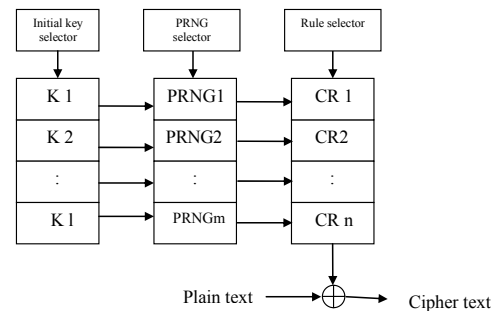 Initial key
selector
PRNG
selector
Rule selector
K 1
PRNG1
CR 1
K 2
PRNG2
CR2
:
:
:
K l
PRNGm
CR n
Plain text
Cipher text